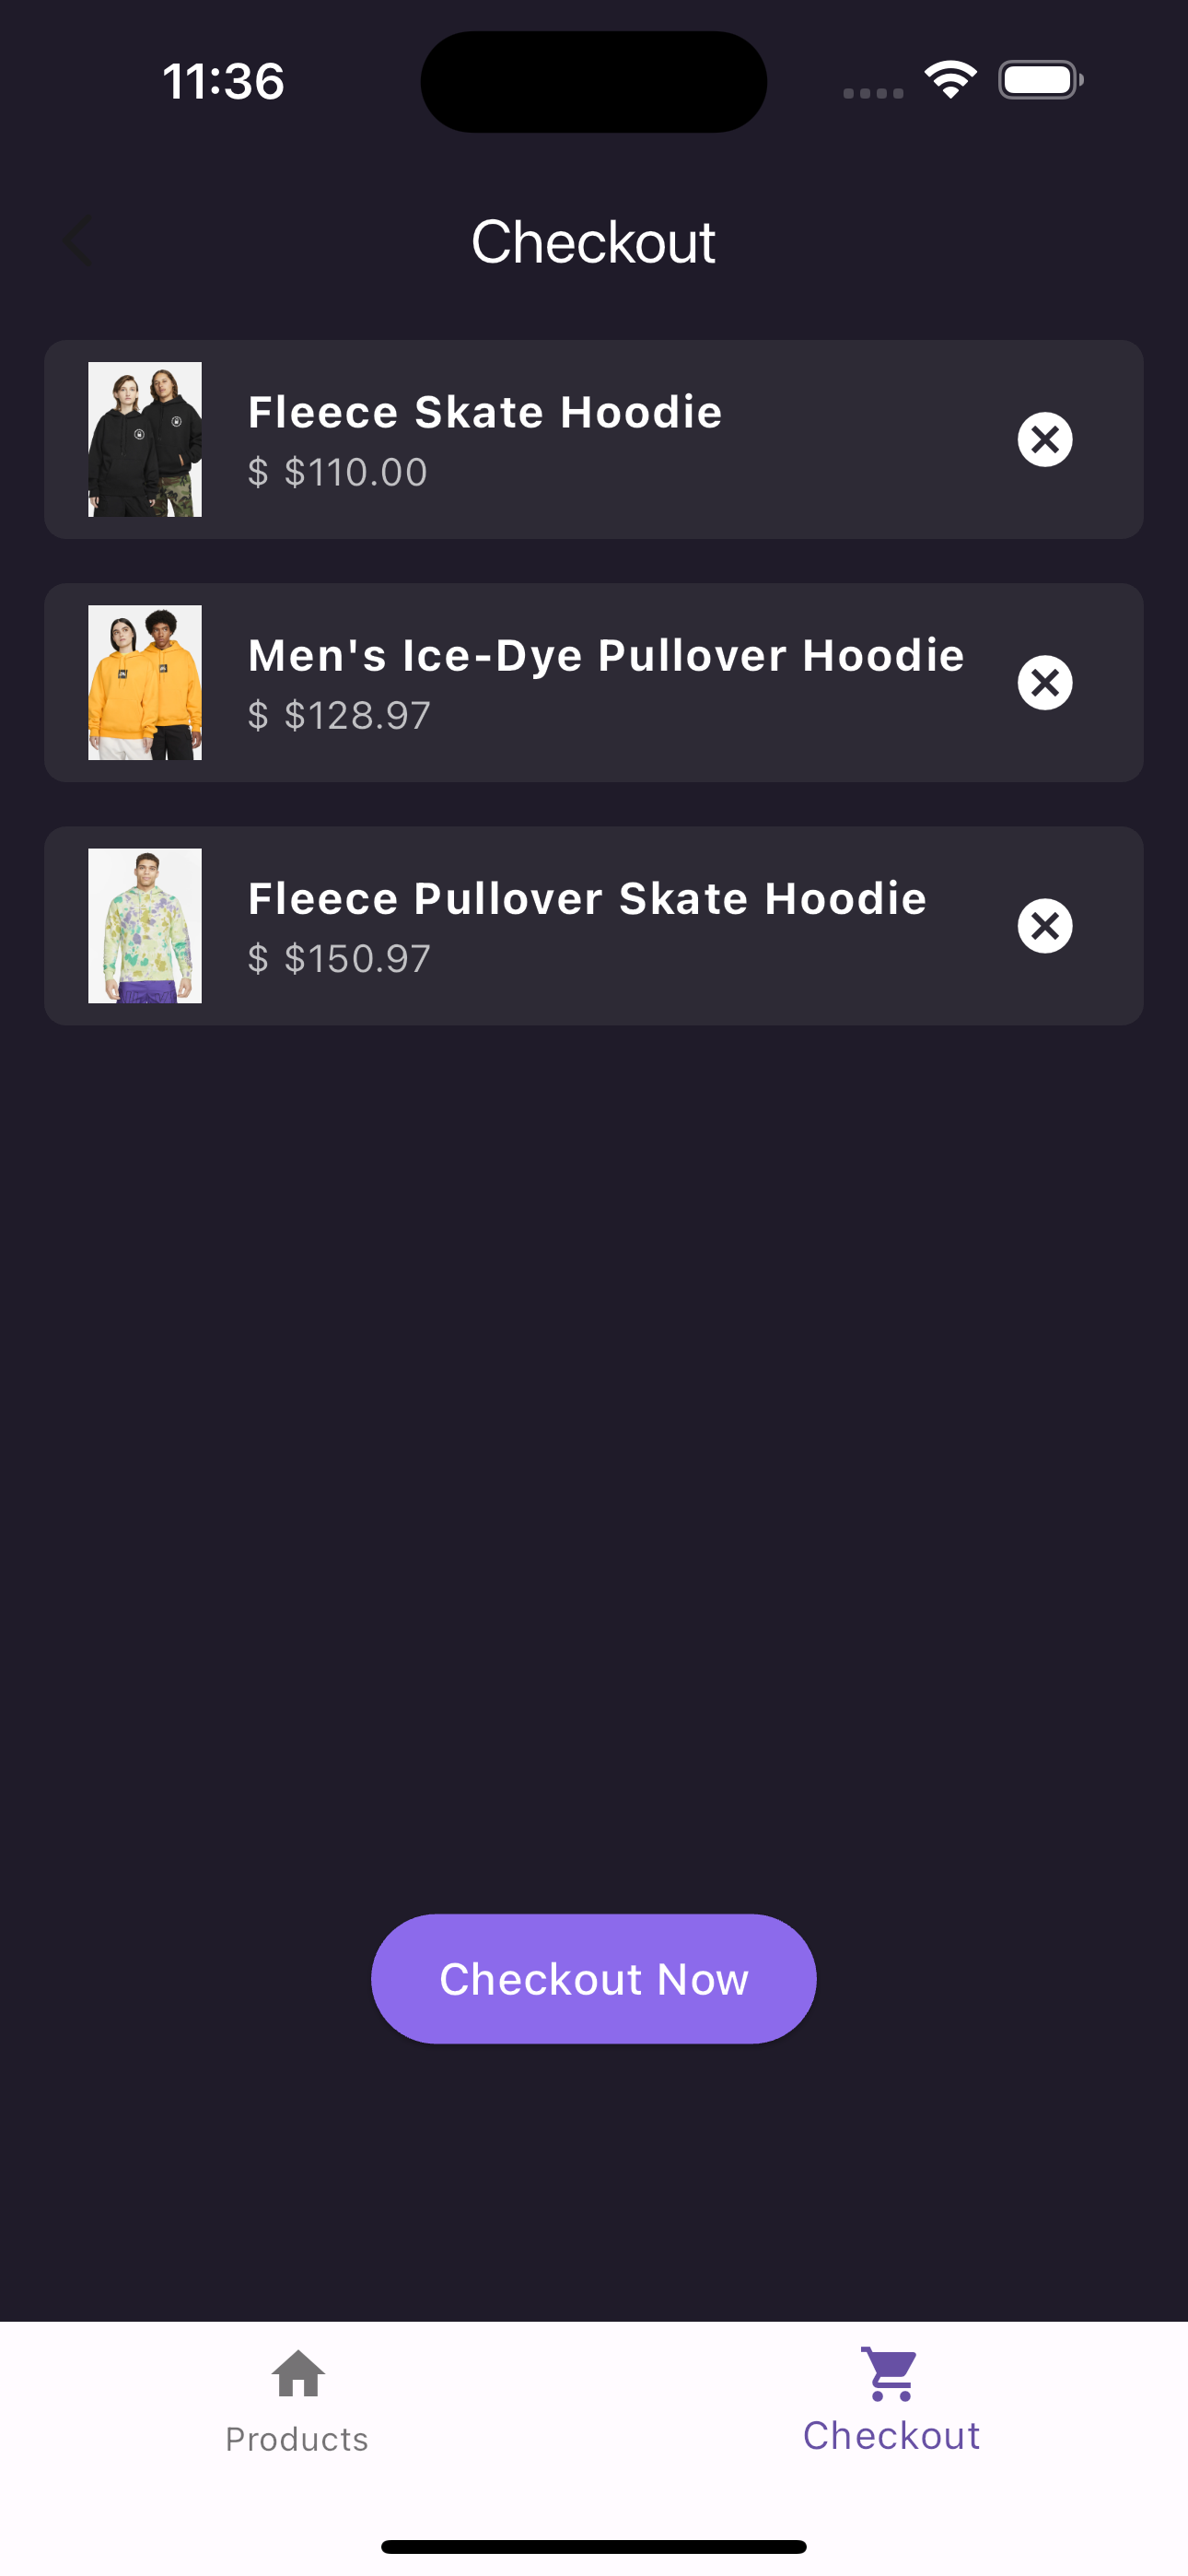 11:36
Checkout
Fleece Skate Hoodie
$ $110.00
Men's Ice-Dye Pullover Hoodie
$ $128.97
Fleece Pullover Skate Hoodie
$ $150.97
Checkout Now
Products
Checkout